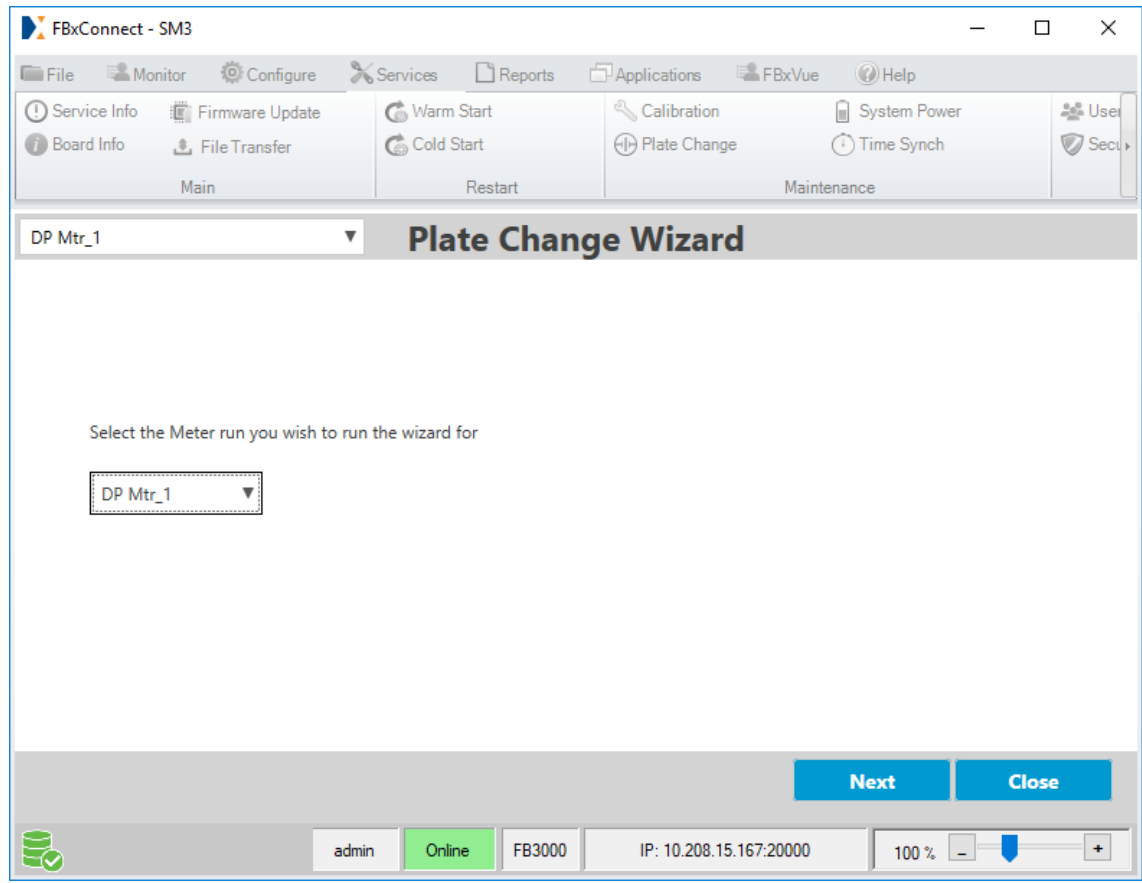 FBxConnect - SM3
File Monitor Configure Services Reports Applications FBxVue Help
Service Info Firmware Update Warm Start Calibration System Power User
Board Info File Transfer Cold Start Plate Change Time Synch Secu
Main Restart Maintenance
DP Mtr_1 Plate Change Wizard
Select the Meter run you wish to run the wizard for
DP Mtr_1
Next Close
admin Online FB3000 IP: 10.208.15.167:20000 100 % - +